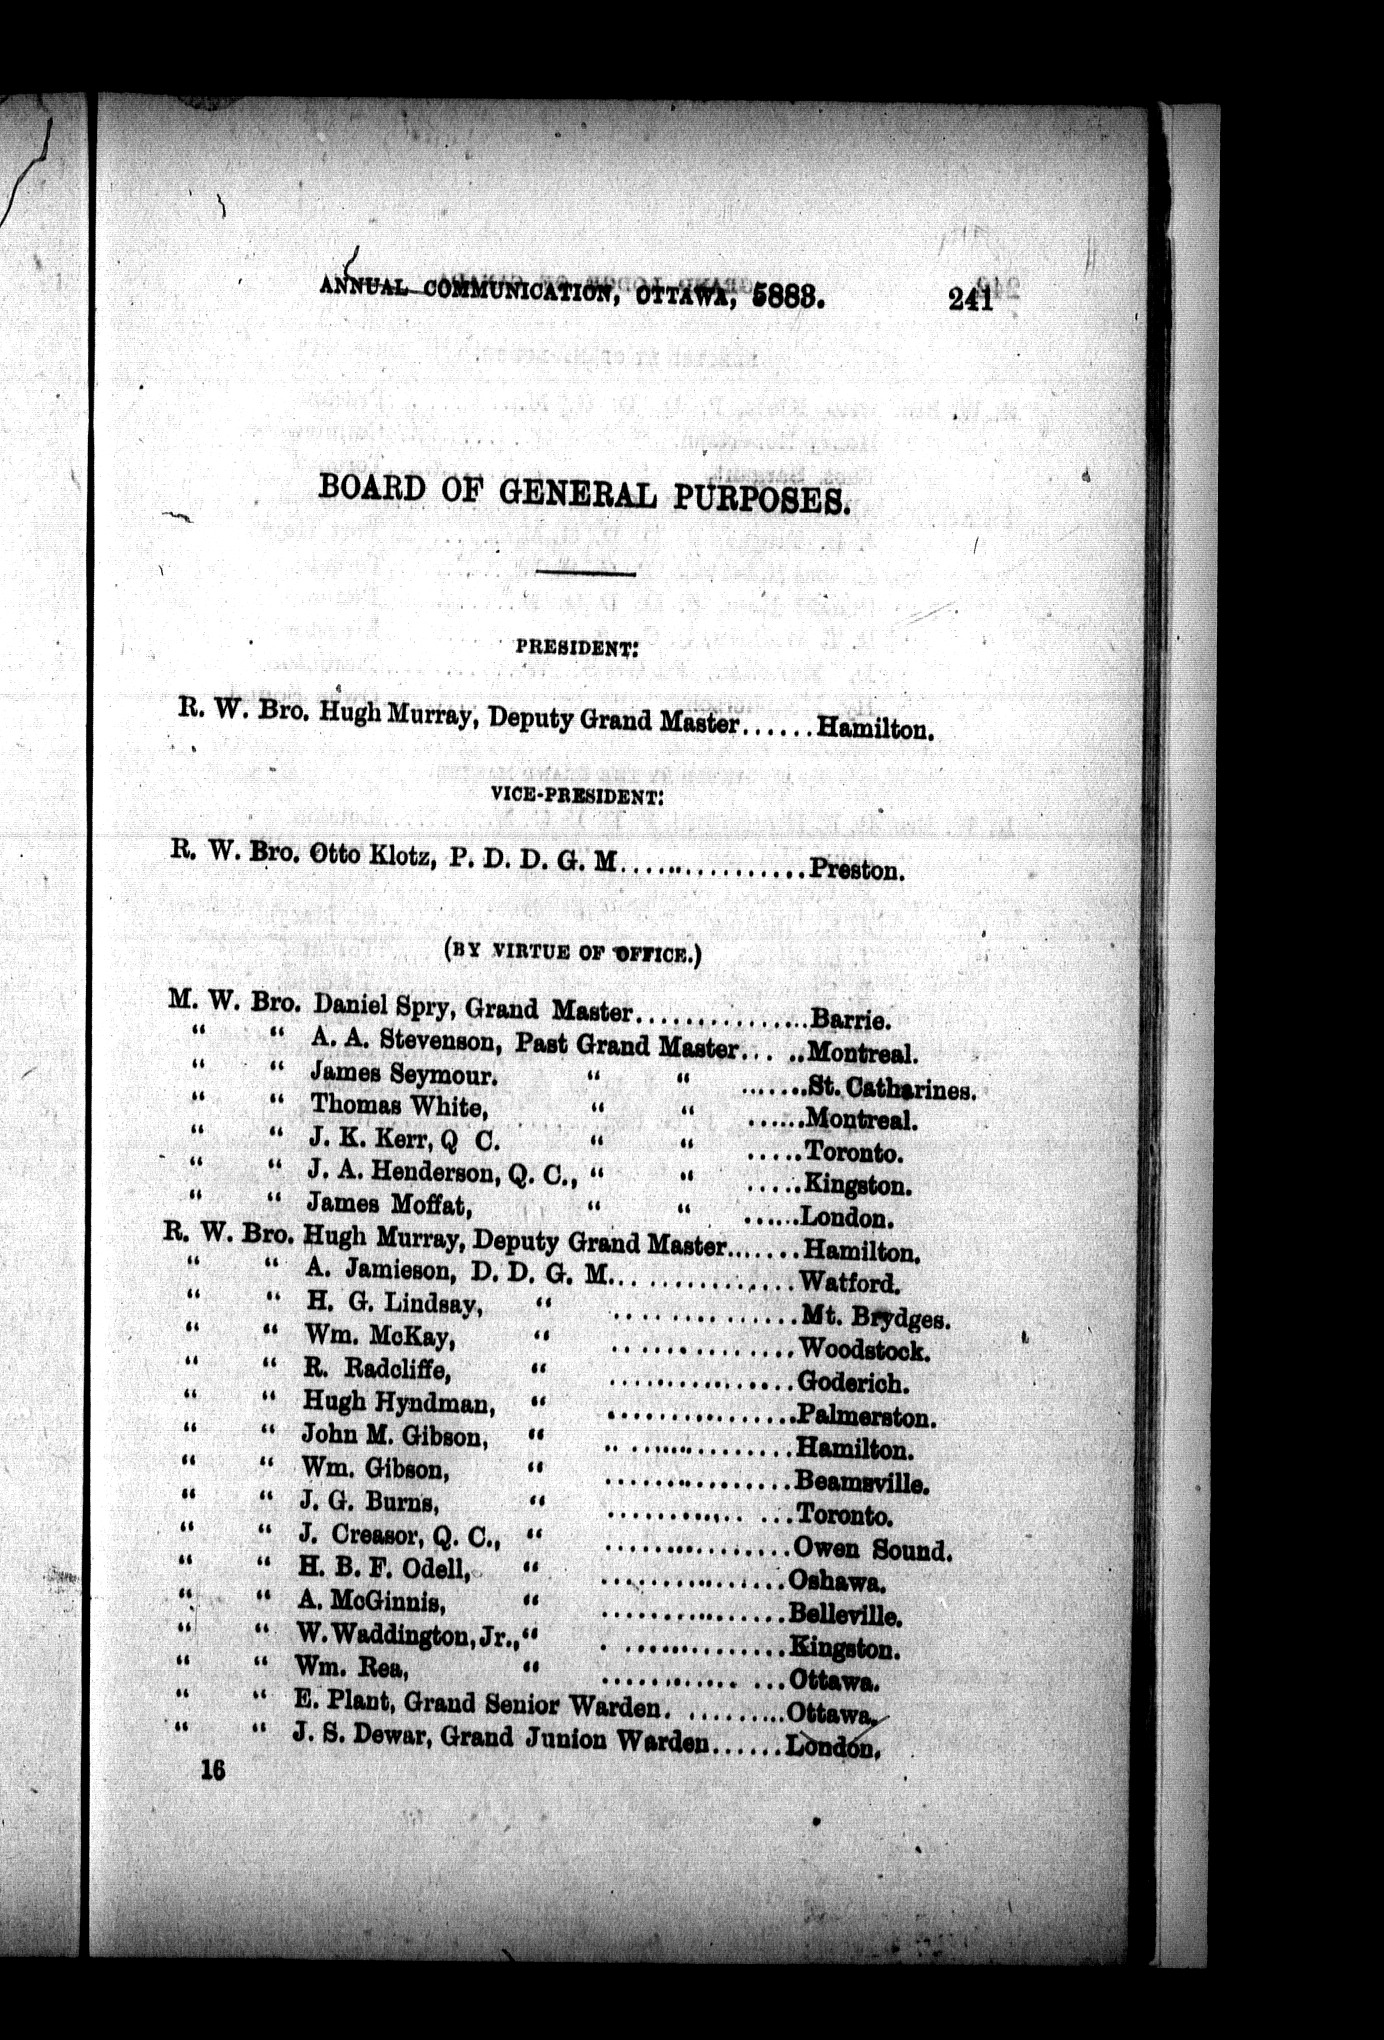 ANNUAL COMMUNICATION, OTTAWA, 5883. 241
BOARD OF GENERAL PURPOSES.
PRESIDENT:
R. W. Bro. Hugh Murray, Deputy Grand Master......Hamilton.
VICE-PRESIDENT:
R. W. Bro. Otto Klotz, P. D. D. G. M.................Preston.
(BY VIRTUE OF OFFICE.)
M. W. Bro. Daniel Spry, Grand Master...............Barrie.
“ “ A. A. Stevenson, Past Grand Master... ..Montreal.
“ “ James Seymour. “ “ .......St. Catharines.
“ “ Thomas White, “ “ ......Montreal.
“ “ J. K. Kerr, Q C. “ “ .....Toronto.
“ “ J. A. Henderson, Q. C., “ “ .....Kingston.
“ “ James Moffat, “ “ ......London.
R. W. Bro. Hugh Murray, Deputy Grand Master.......Hamilton.
“ “ A. Jamieson, D. D. G. M................Watford.
“ “ H. G. Lindsay, “ ................Mt. Brydges.
“ “ Wm. McKay, “ ................Woodstock.
“ “ R. Radcliffe, “ ................Goderich.
“ “ Hugh Hyndman, “ ................Palmerston.
“ “ John M. Gibson, “ .. ..............Hamilton.
“ “ Wm. Gibson, “ ................Beamsville.
“ “ J. G. Burns, “ ............ ...Toronto.
“ “ J. Creasor, Q. C., “ ................Owen Sound.
“ “ H. B. F. Odell, “ ................Oshawa.
“ “ A. McGinnis, “ ................Belleville.
“ “ W. Waddington, Jr., “ . ..............Kingston.
“ “ Wm. Rea, “ ............ ...Ottawa.
“ “ E. Plant, Grand Senior Warden. .........Ottawa.
“ “ J. S. Dewar, Grand Junion Warden......London.
16